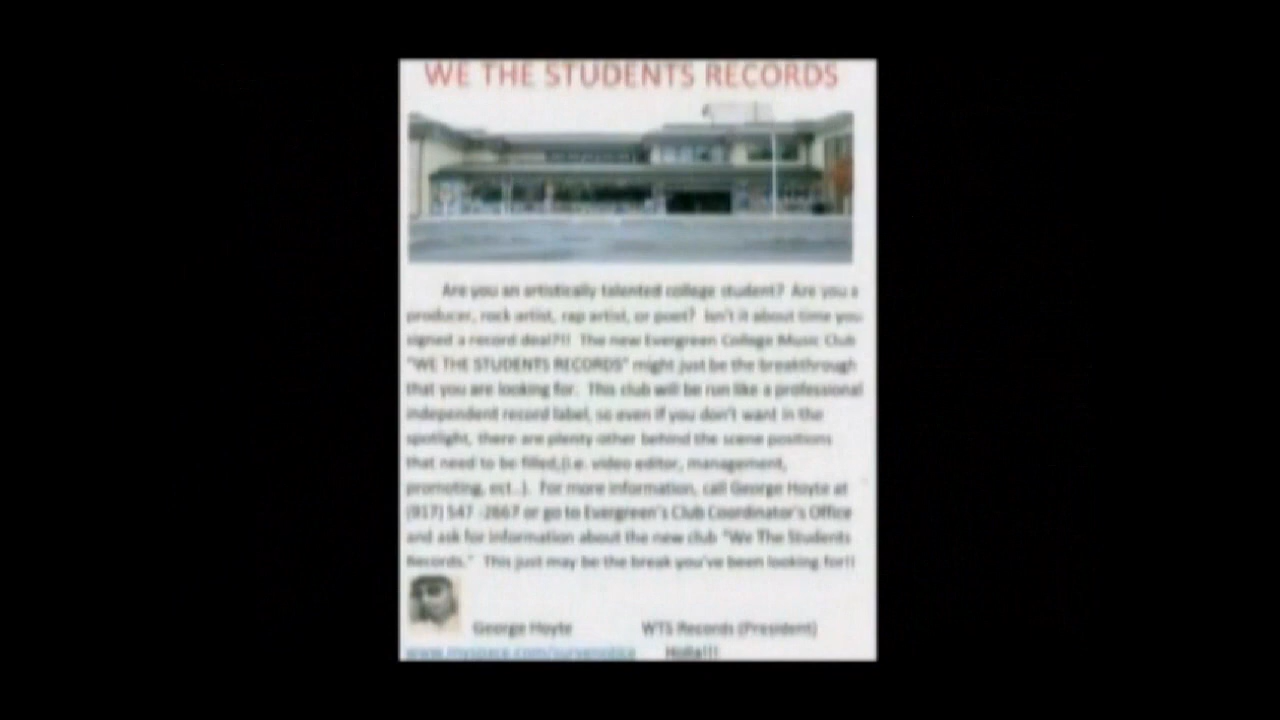 WE THE STUDENTS RECORDS
Are you an artistically talented college student? Are you a
producer, rock artist, rap artist, or poet? Isn't it about time you
signed a record deal?!! The new Evergreen College Music Club
"WE THE STUDENTS RECORDS" might just be the breakthrough
that you are looking for. This club will be run like a professional
independent record label, so even if you don't want in the
spotlight, there are plenty other behind the scene positions
that need to be filled,(i.e. video editor, management,
promoting, ect..). For more information, call George Hoyte at
(917) 547 -2667 or go to Evergreen's Club Coordinator's Office
and ask for information about the new club "We The Students
Records." This just may be the break you've been looking for!!
George Hoyte WTS Records (President)
Holla!!!